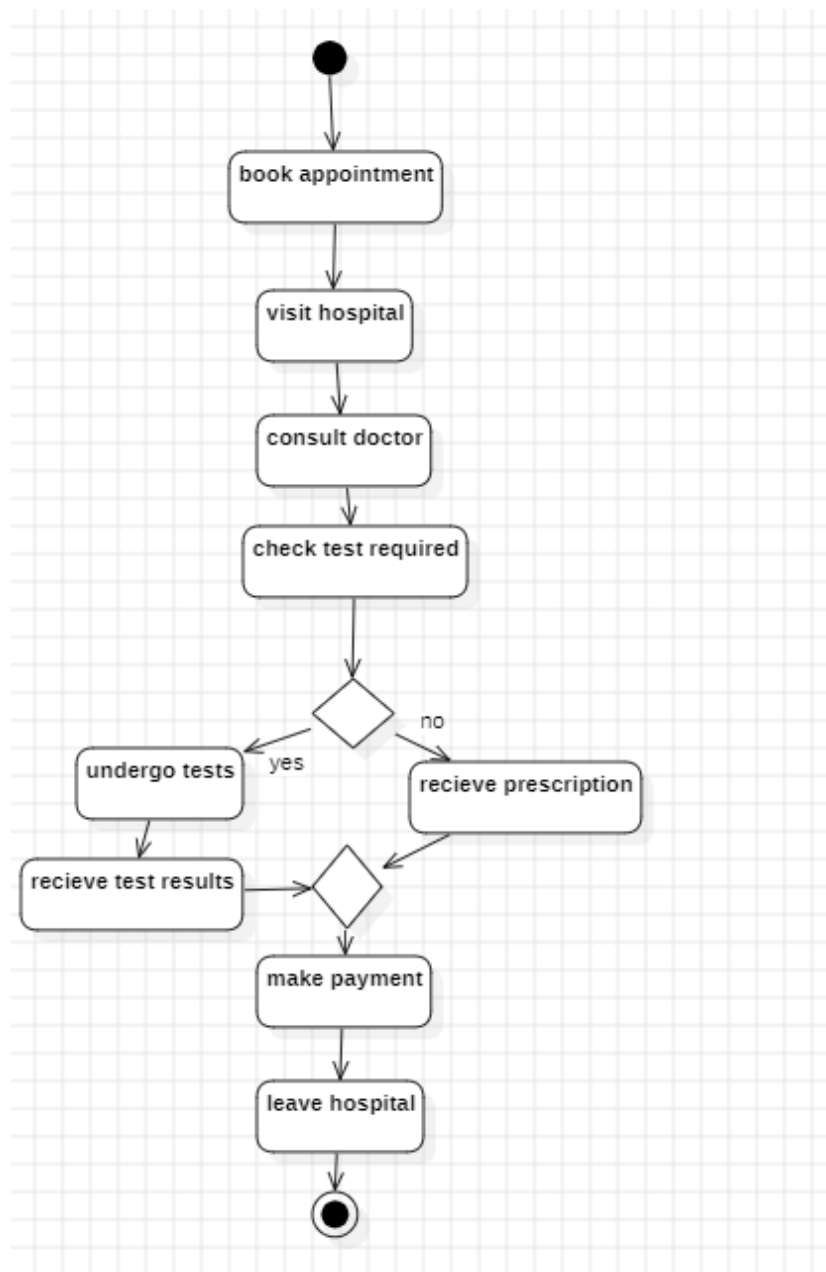 book appointment
visit hospital
consult doctor
check test required
no
yes
undergo tests
recieve prescription
recieve test results
make payment
leave hospital